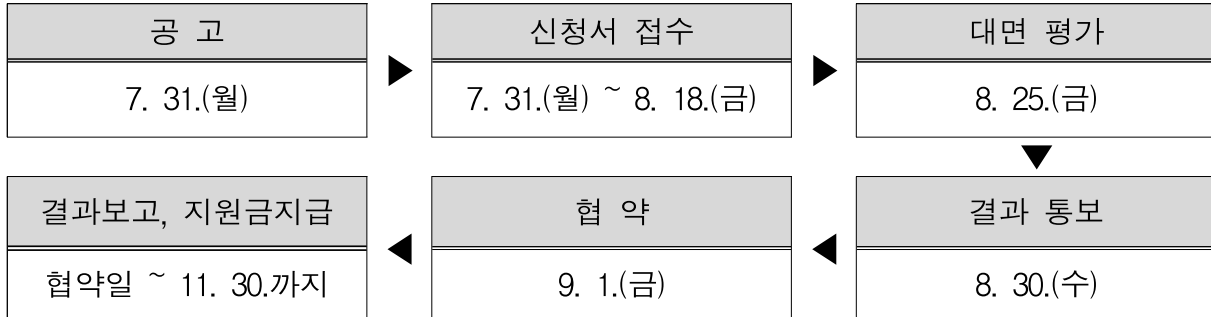 공 고
7. 31.(월)
신청서 접수
7. 31.(월) ~ 8. 18.(금)
대면 평가
8. 25.(금)
결과 통보
8. 30.(수)
협 약
9. 1.(금)
결과보고, 지원금지급
협약일 ~ 11. 30.까지